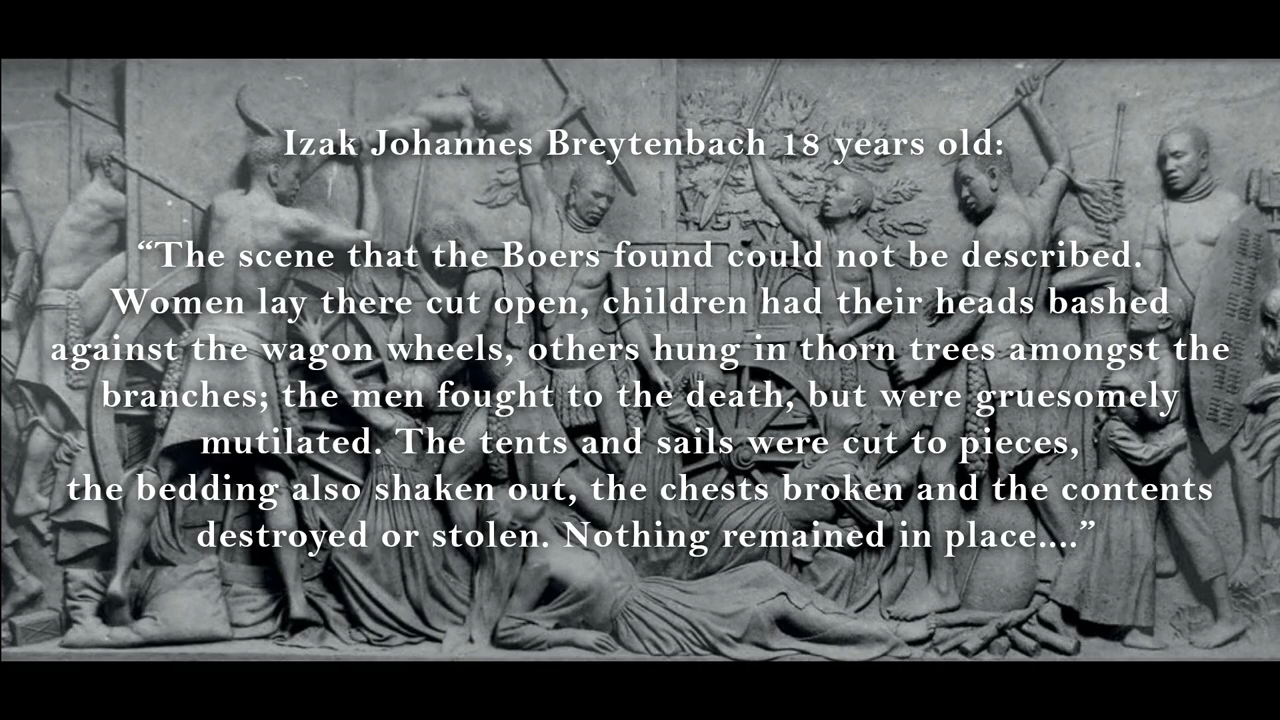 Izak Johannes Breytenbach 18 years old:
“The scene that the Boers found could not be described.
Women lay there cut open, children had their heads bashed
against the wagon wheels, others hung in thorn trees amongst the
branches; the men fought to the death, but were gruesomely
mutilated. The tents and sails were cut to pieces,
the bedding also shaken out, the chests broken and the contents
destroyed or stolen. Nothing remained in place....”